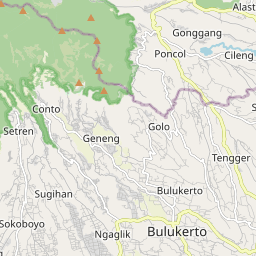 Alast
Gonggang
Poncol
Cileng
Conto
Golo
Setren
Geneng
Tengger
S
Sugihan
Bulukerto
Sokoboyo
Ngaglik
Bulukerto